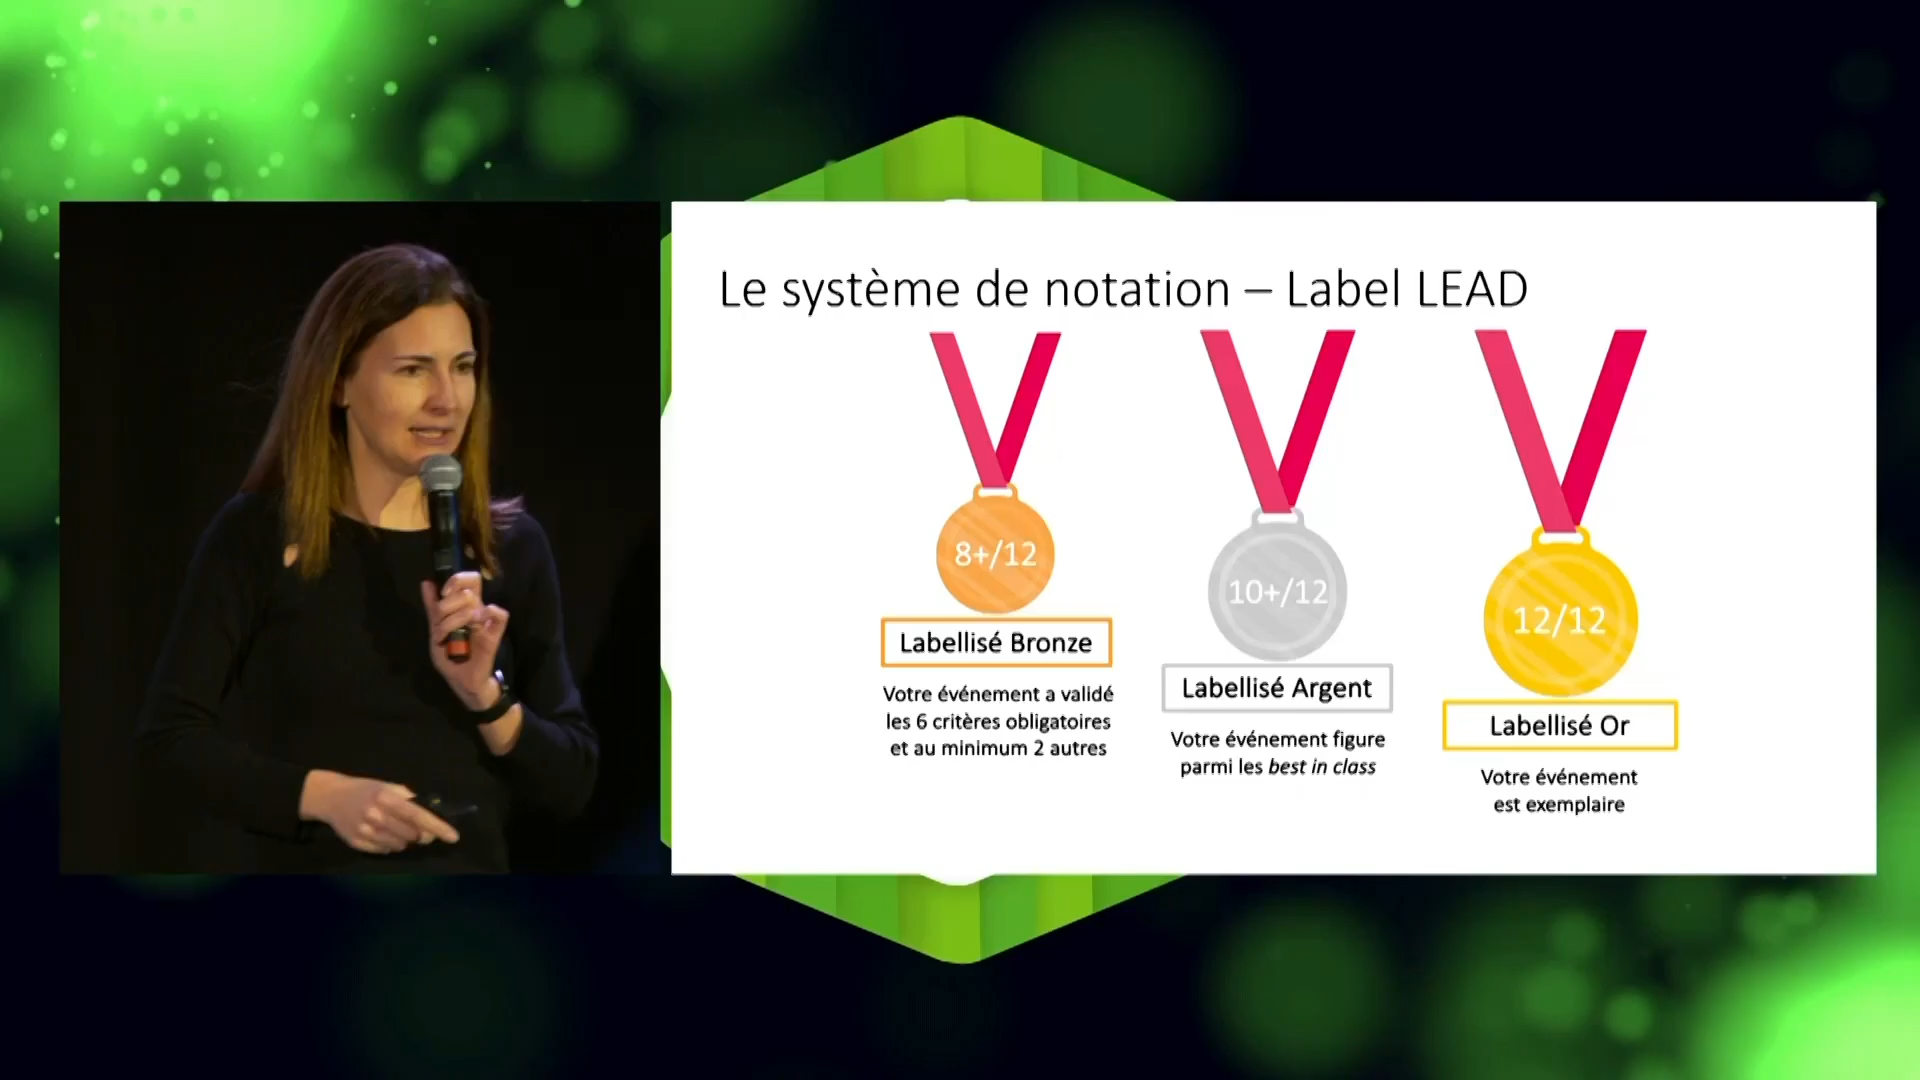 Le système de notation – Label LEAD
8+/12
Labellisé Bronze
Votre événement a validé
les 6 critères obligatoires
et au minimum 2 autres
10+/12
Labellisé Argent
Votre événement figure
parmi les best in class
12/12
Labellisé Or
Votre événement
est exemplaire